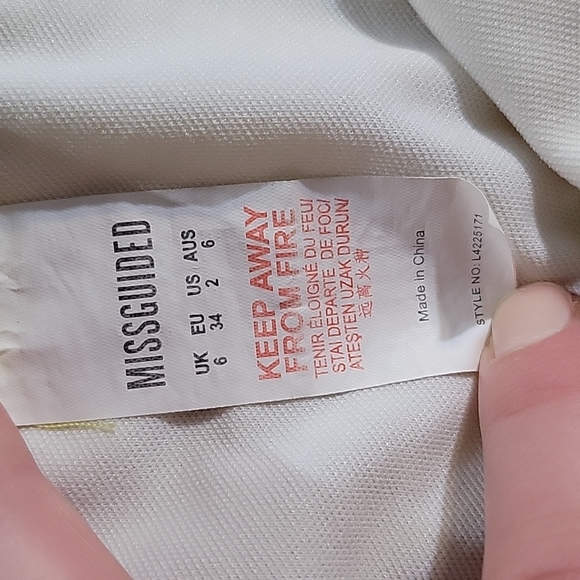 MISSGUIDED
UK EU US AUS
6 34 2 6
KEEP AWAY
FROM FIRE
TENIR ÉLOIGNÉ DU FEU/
STAI DEPARTE DE FOC/
ATEŞTEN UZAK DURUN/
远离火种
Made In China
STYLE NO: L4225171